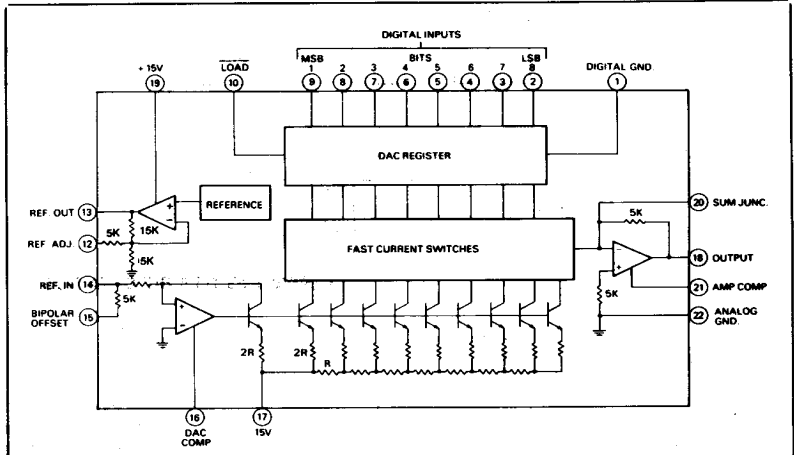 DIGITAL INPUTS
MSB BITS LSB
1 2 3 4 5 6 7 8
+ 15V LOAD DIGITAL GND.
19 10 9 8 7 6 5 4 3 2 1
DAC REGISTER
REF. OUT 13
REFERENCE
15K
5K
REF ADJ. 12
15K
FAST CURRENT SWITCHES
5K
20 SUM JUNC.
18 OUTPUT
21 AMP COMP
5K
22 ANALOG
GND.
REF. IN 14
5K
BIPOLAR
OFFSET 15
2R 2R
R
16 17
DAC
COMP
15V